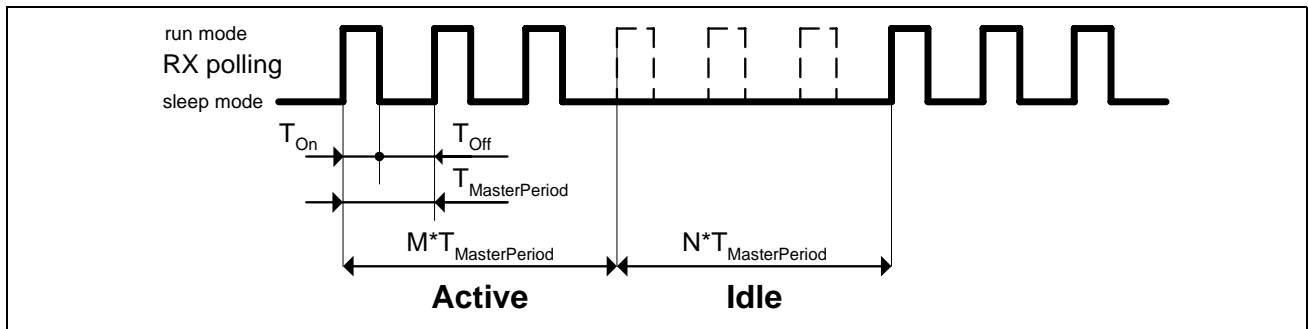 run mode
RX polling
sleep mode
T_On
T_Off
T_MasterPeriod
M*T_MasterPeriod
N*T_MasterPeriod
Active
Idle